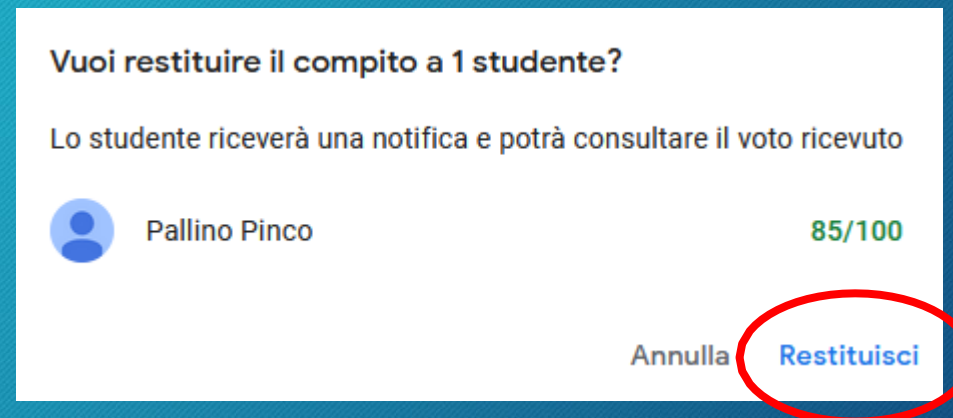 Vuoi restituire il compito a 1 studente?
Lo studente riceverà una notifica e potrà consultare il voto ricevuto
Pallino Pinco 85/100
Annulla Restituisci